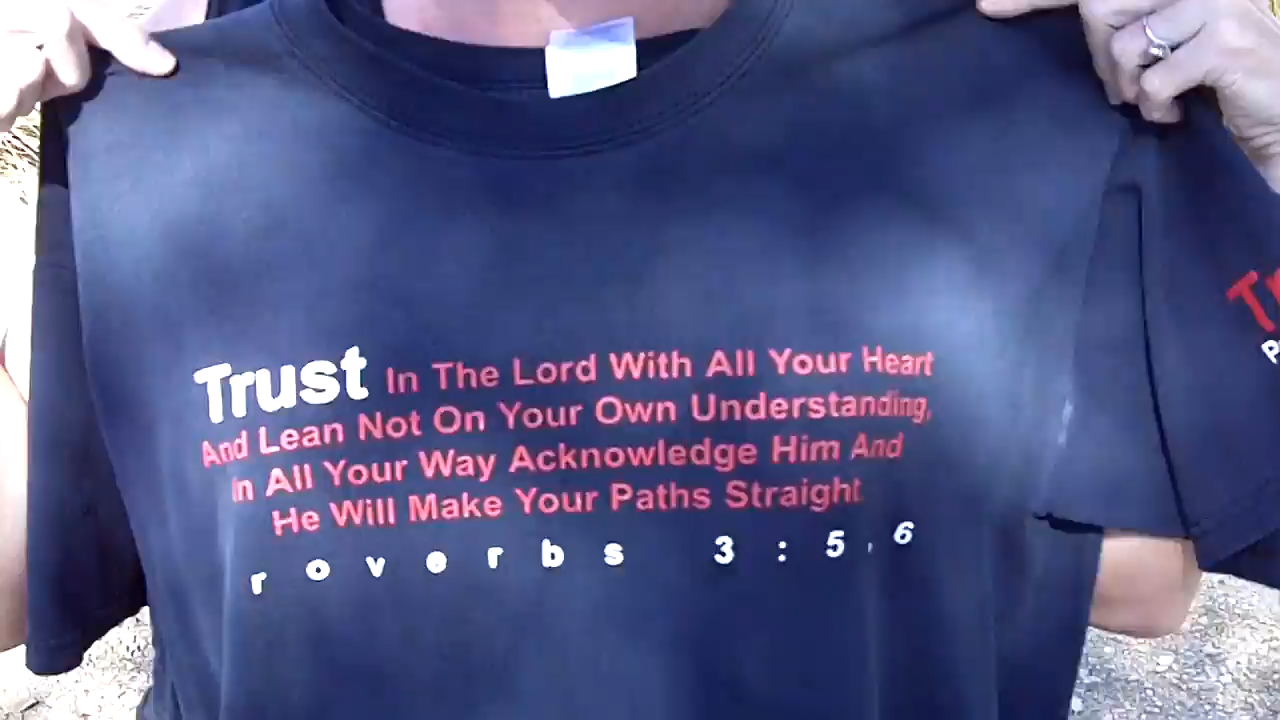 Trust In The Lord With All Your Heart
And Lean Not On Your Own Understanding,
In All Your Way Acknowledge Him And
He Will Make Your Paths Straight
roverbs 3:5,6